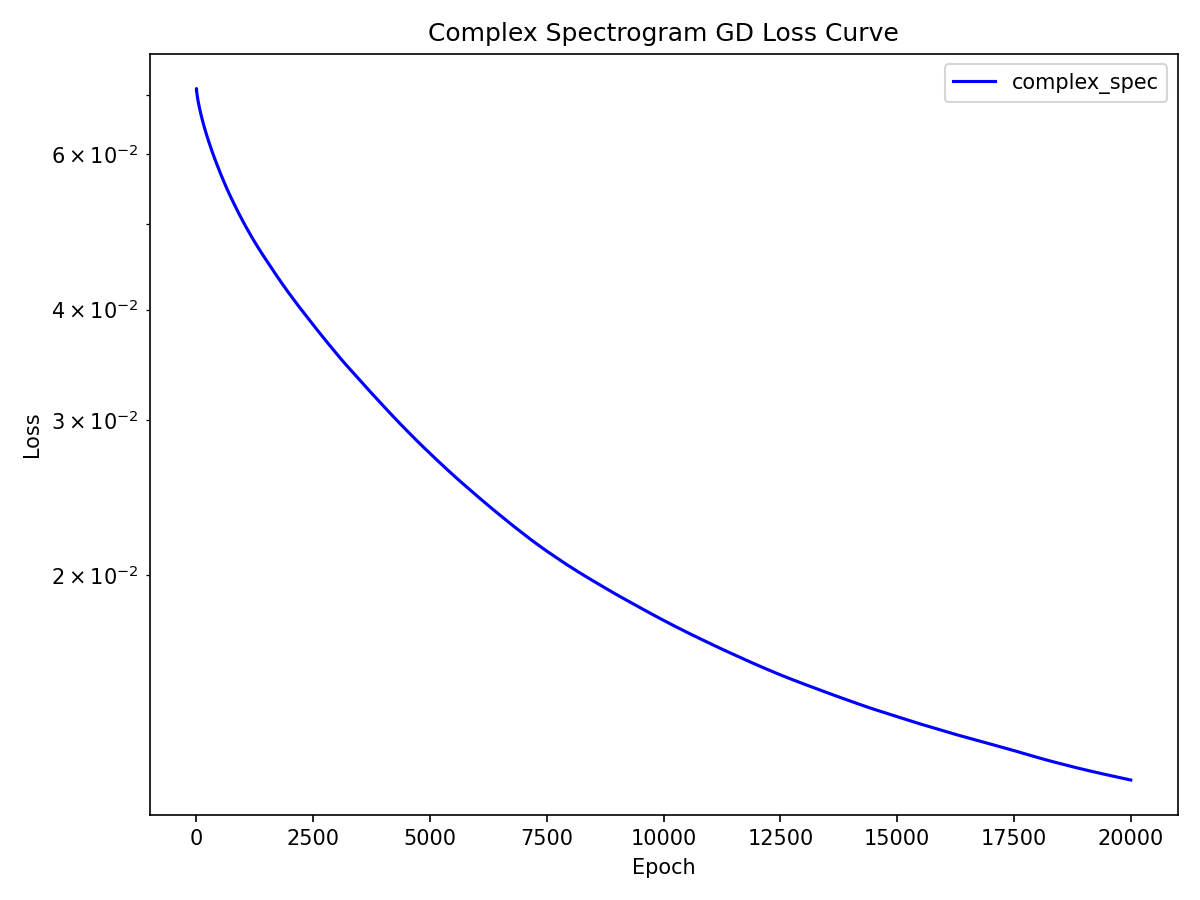 Complex Spectrogram GD Loss Curve
complex_spec
6 × 10⁻²
4 × 10⁻²
3 × 10⁻²
2 × 10⁻²
Loss
0 2500 5000 7500 10000 12500 15000 17500 20000
Epoch